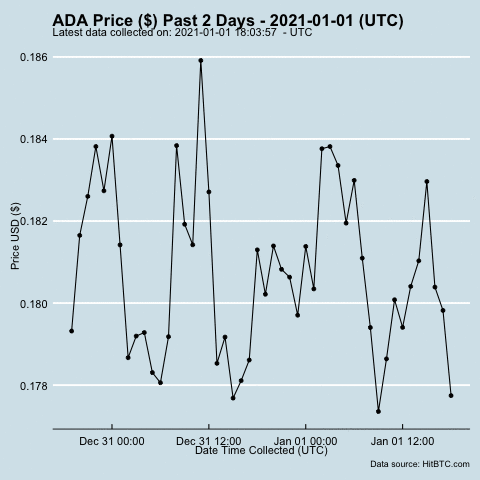 ADA Price ($) Past 2 Days - 2021-01-01 (UTC)
Latest data collected on: 2021-01-01 18:03:57 - UTC
0.186
0.184
0.182
0.180
0.178
Price USD ($)
Dec 31 00:00 Dec 31 12:00 Jan 01 00:00 Jan 01 12:00
Date Time Collected (UTC)
Data source: HitBTC.com